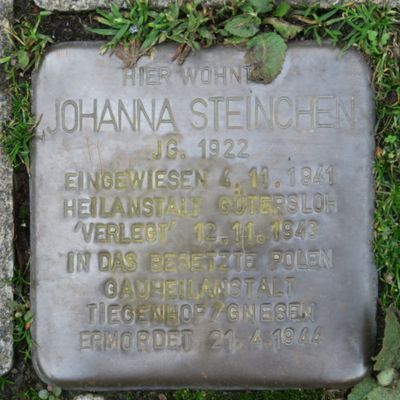 HIER WOHNTE
JOHANNA STEINCHEN
JG. 1922
EINGEWIESEN 4.11.1941
HEILANSTALT GÜTERSLOH
'VERLEGT' 12.11.1943
IN DAS BESETZTE POLEN
GAUHEILANSTALT
TIEGENHOF/GNESEN
ERMORDET 21.4.1944